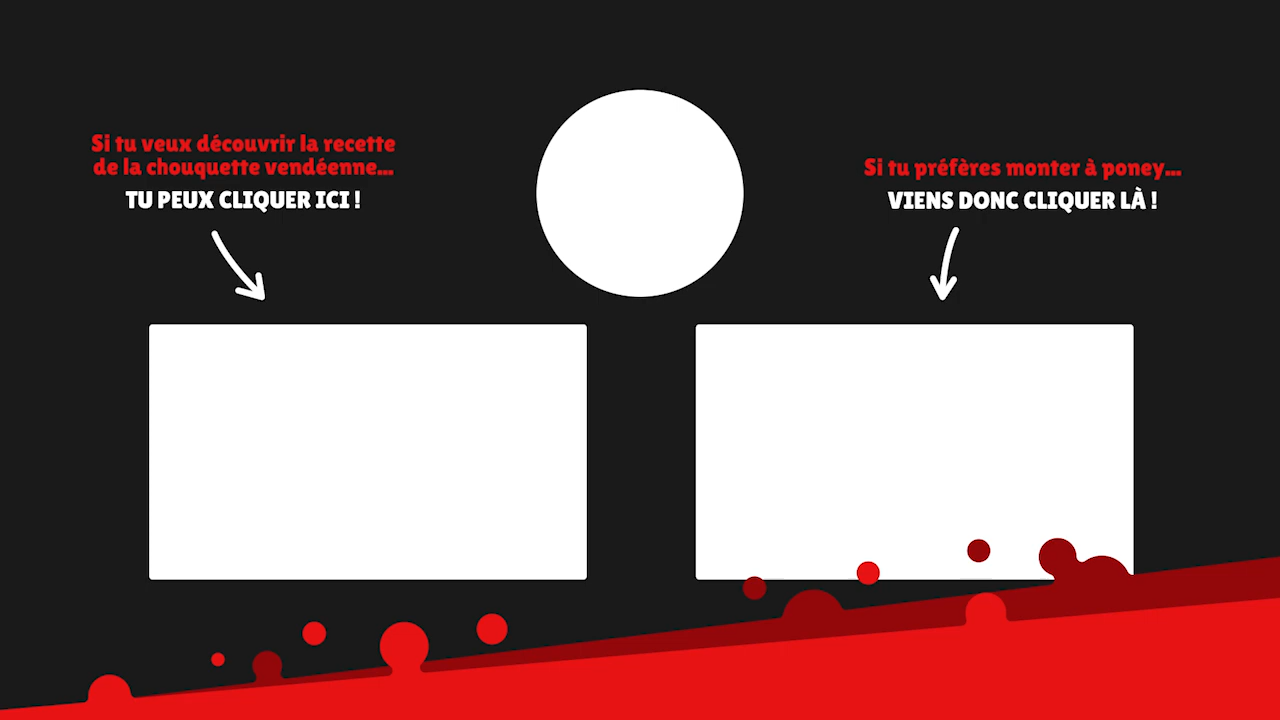 Si tu veux découvrir la recette
de la chouquette vendéenne...
TU PEUX CLIQUER ICI !
Si tu préfères monter à poney...
VIENS DONC CLIQUER LÀ !